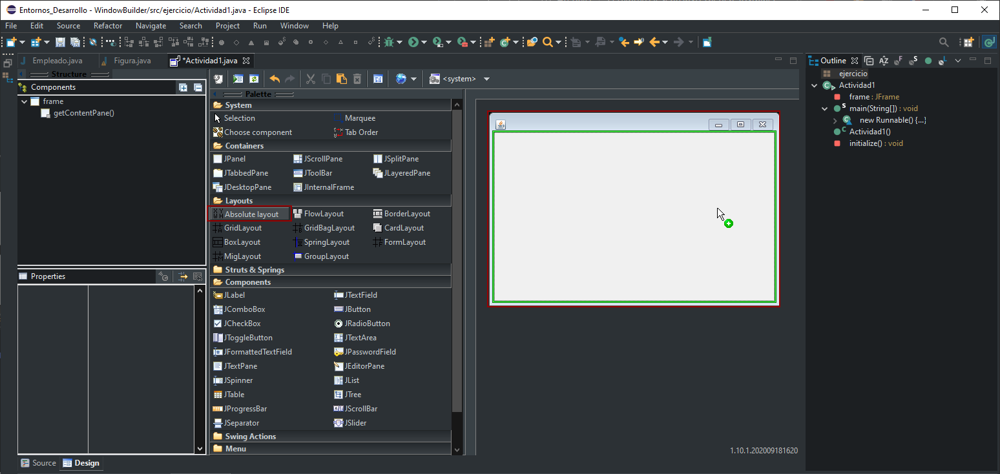 Entornos_Desarrollo - WindowBuilder/src/ejercicio/Actividad1.java - Eclipse IDE
File Edit Source Refactor Navigate Search Project Run Window Help
Empleado.java Figura.java *Actividad1.java
Structure
Components
frame
getContentPane()
Properties
<system>
Palette
System
Selection Marquee
Choose component Tab Order
Containers
JPanel JScrollPane JSplitPane
JTabbedPane JToolBar JLayeredPane
JDesktopPane JInternalFrame
Layouts
Absolute layout FlowLayout BorderLayout
GridLayout GridBagLayout CardLayout
BoxLayout SpringLayout FormLayout
MigLayout GroupLayout
Struts & Springs
Components
JLabel JTextField
JComboBox JButton
JCheckBox JRadioButton
JToggleButton JTextArea
JFormattedTextField JPasswordField
JTextPane JEditorPane
JSpinner JList
JTable JTree
JProgressBar JScrollBar
JSeparator JSlider
Swing Actions
Menu
1.10.1.202009181620
Outline
ejercicio
Actividad1
frame : JFrame
main(String[]) : void
new Runnable() {...}
Actividad1()
initialize() : void
Source Design